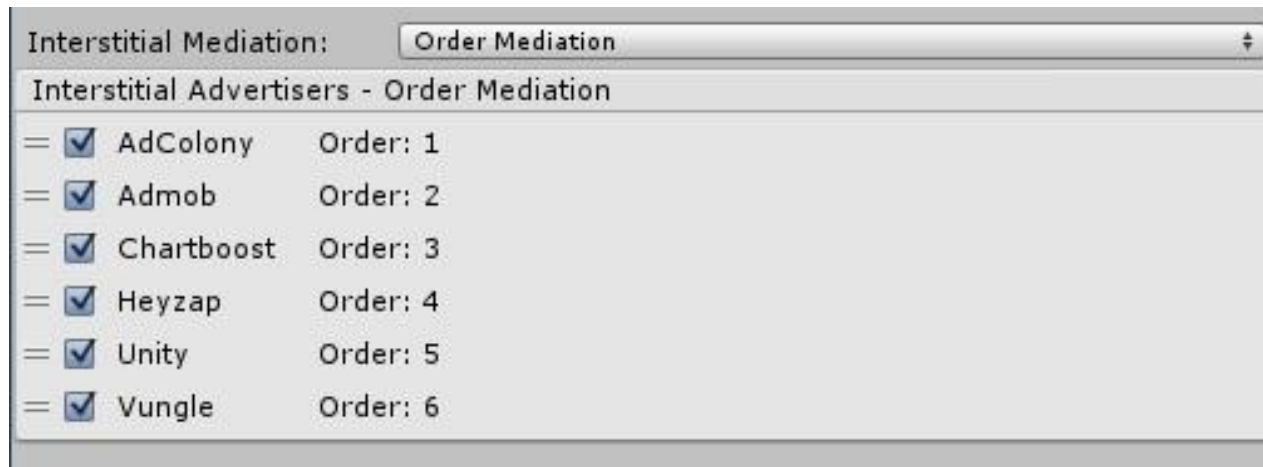 Interstitial Mediation: Order Mediation
Interstitial Advertisers - Order Mediation
AdColony Order: 1
Admob Order: 2
Chartboost Order: 3
Heyzap Order: 4
Unity Order: 5
Vungle Order: 6